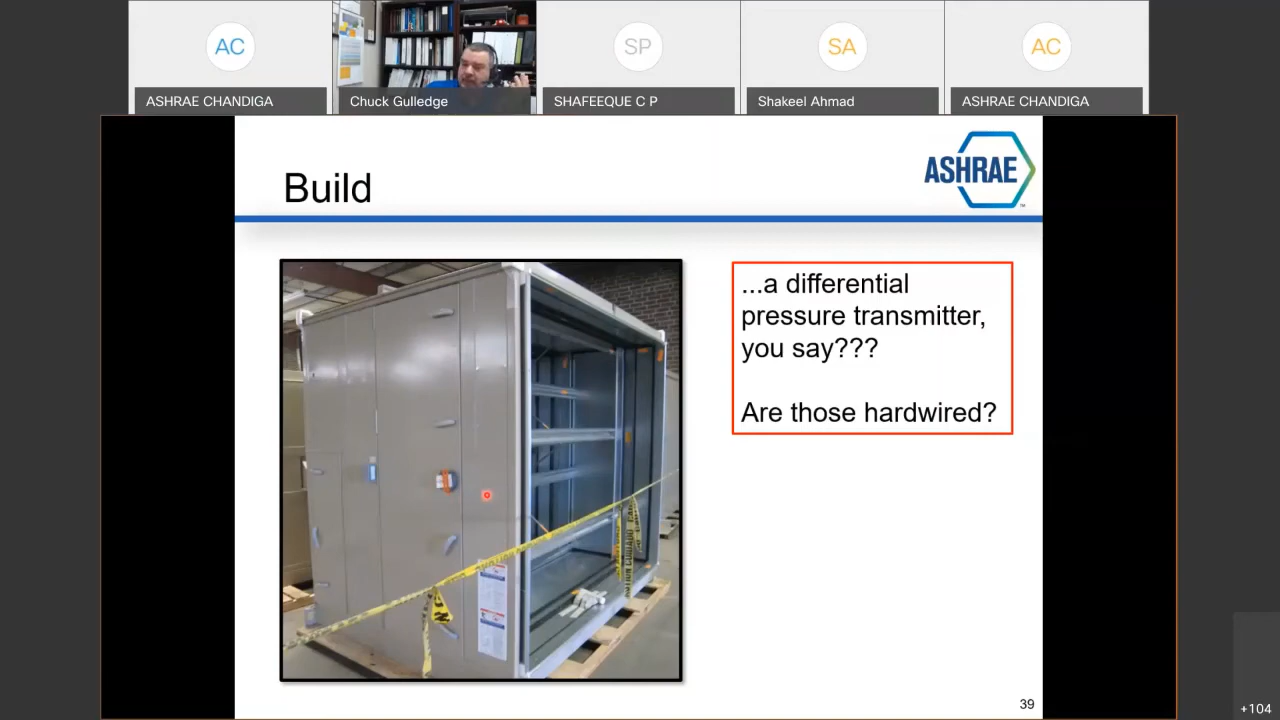 AC
SP
SA
AC
ASHRAE CHANDIGA
Chuck Gulledge
SHAFEEQUE C P
Shakeel Ahmad
ASHRAE CHANDIGA
ASHRAE
TM
Build
...a differential
pressure transmitter,
you say???
Are those hardwired?
39
+104